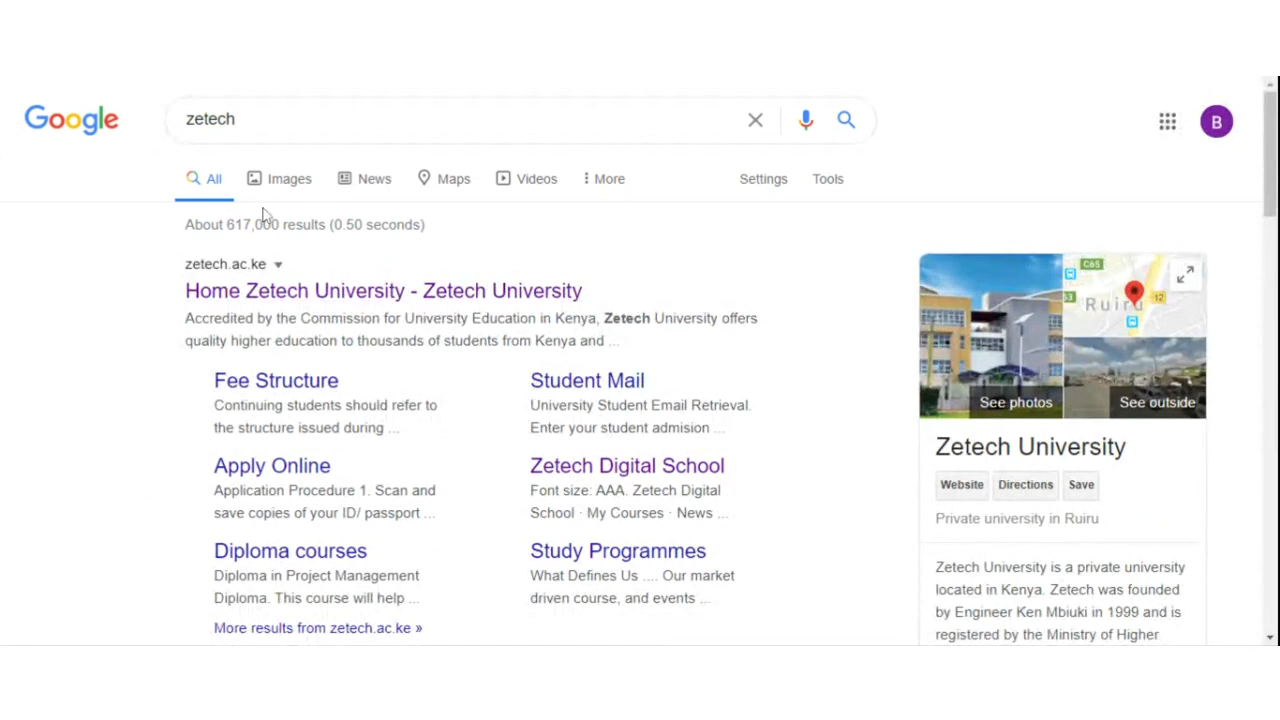 Google
zetech
B
All Images News Maps Videos More Settings Tools
About 617,000 results (0.50 seconds)
zetech.ac.ke
Home Zetech University - Zetech University
Accredited by the Commission for University Education in Kenya, Zetech University offers
quality higher education to thousands of students from Kenya and ...
Fee Structure
Continuing students should refer to
the structure issued during ...
Student Mail
University Student Email Retrieval.
Enter your student admision ...
Apply Online
Application Procedure 1. Scan and
save copies of your ID/ passport ...
Zetech Digital School
Font size: AAA. Zetech Digital
School · My Courses · News ...
Diploma courses
Diploma in Project Management
Diploma. This course will help ...
Study Programmes
What Defines Us .... Our market
driven course, and events ...
More results from zetech.ac.ke »
C65
63
Ruiru
12
See photos
See outside
Zetech University
Website Directions Save
Private university in Ruiru
Zetech University is a private university
located in Kenya. Zetech was founded
by Engineer Ken Mbiuki in 1999 and is
registered by the Ministry of Higher